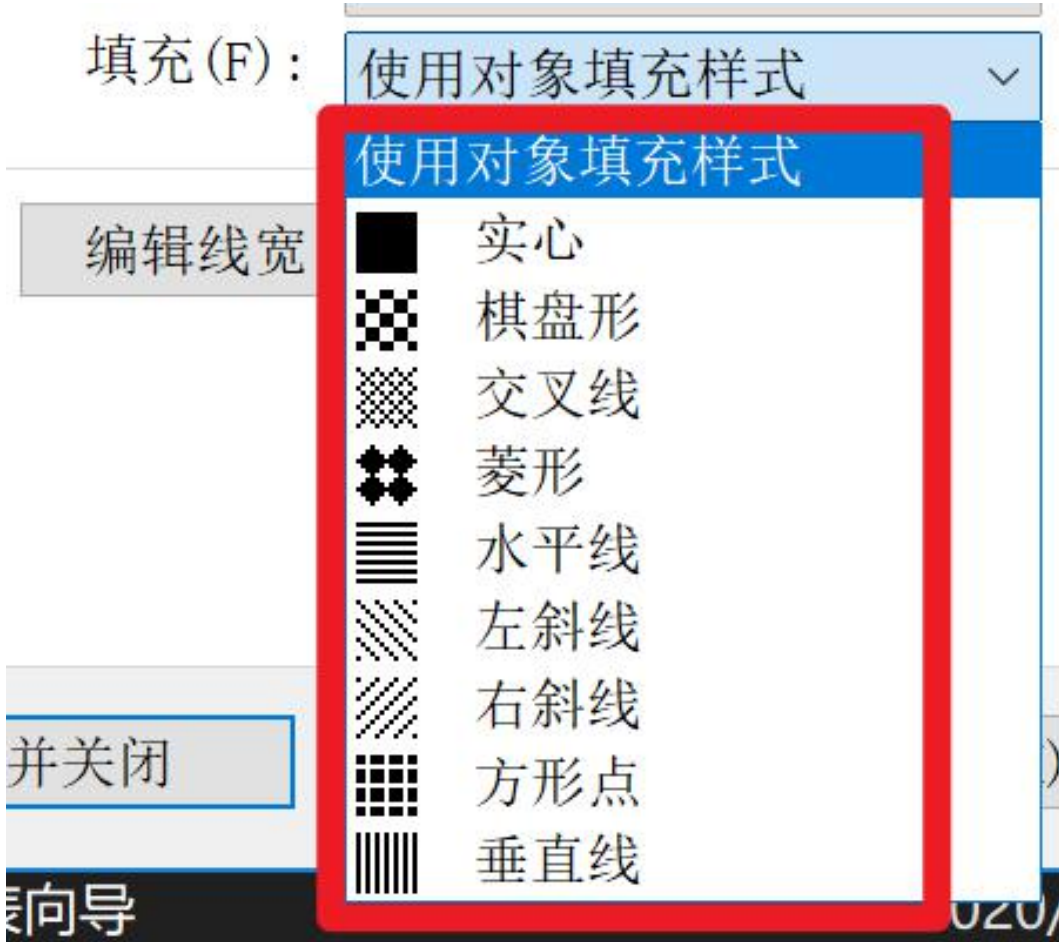 填充(F):
使用对象填充样式
使用对象填充样式
编辑线宽
实心
棋盘形
交叉线
菱形
水平线
左斜线
右斜线
并关闭
方形点
垂直线
向导
020/